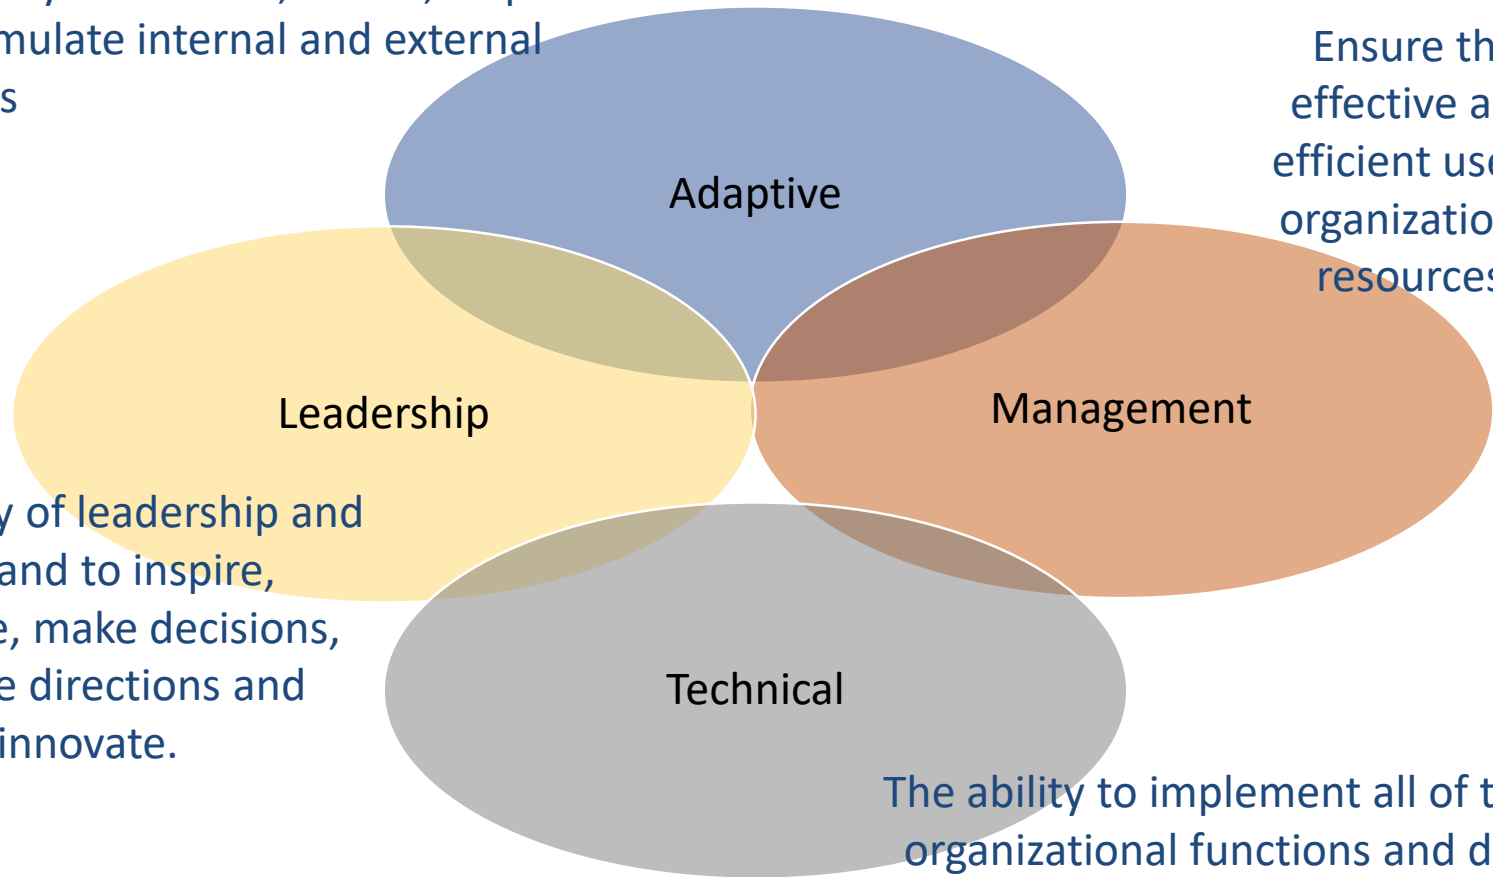 mulate internal and external
s
Adaptive
Ensure th
effective a
efficient use
organizatio
resources
Leadership
Management
y of leadership and
and to inspire,
e, make decisions,
e directions and
innovate.
Technical
The ability to implement all of t
organizational functions and d